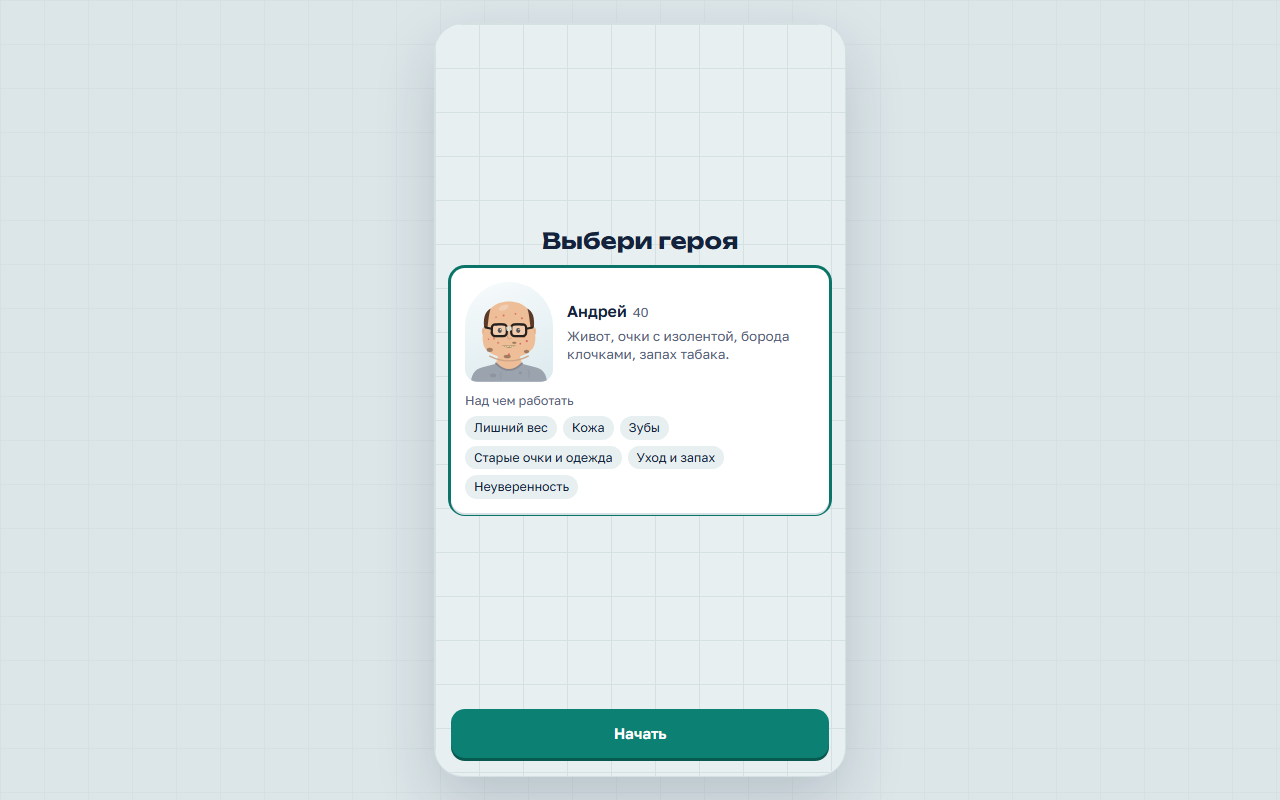 Выбери героя
Андрей 40
Живот, очки с изолентой, борода
клочками, запах табака.
Над чем работать
Лишний вес Кожа Зубы
Старые очки и одежда Уход и запах
Неуверенность
Начать